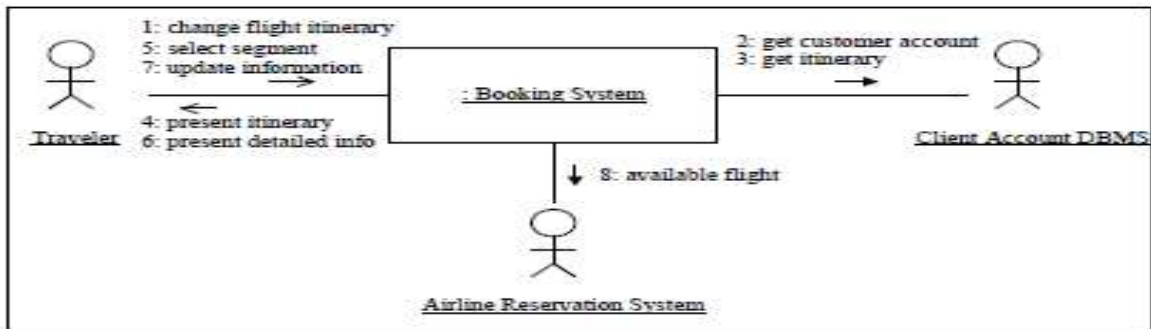 1: change flight itinerary
5: select segment
7: update information
2: get customer account
3: get itinerary
: Booking System
4: present itinerary
6: present detailed info
Traveler
Client Account DBMS
8: available flight
Airline Reservation System